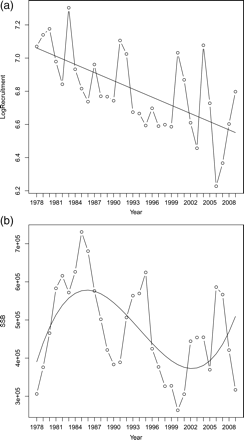 (a)
LogRecruitment
7.2
7.0
6.8
6.6
6.4
6.2
1978 1981 1984 1987 1990 1993 1996 1999 2002 2005 2008
Year
(b)
SSB
7e+05
6e+05
5e+05
4e+05
3e+05
1978 1981 1984 1987 1990 1993 1996 1999 2002 2005 2008
Year